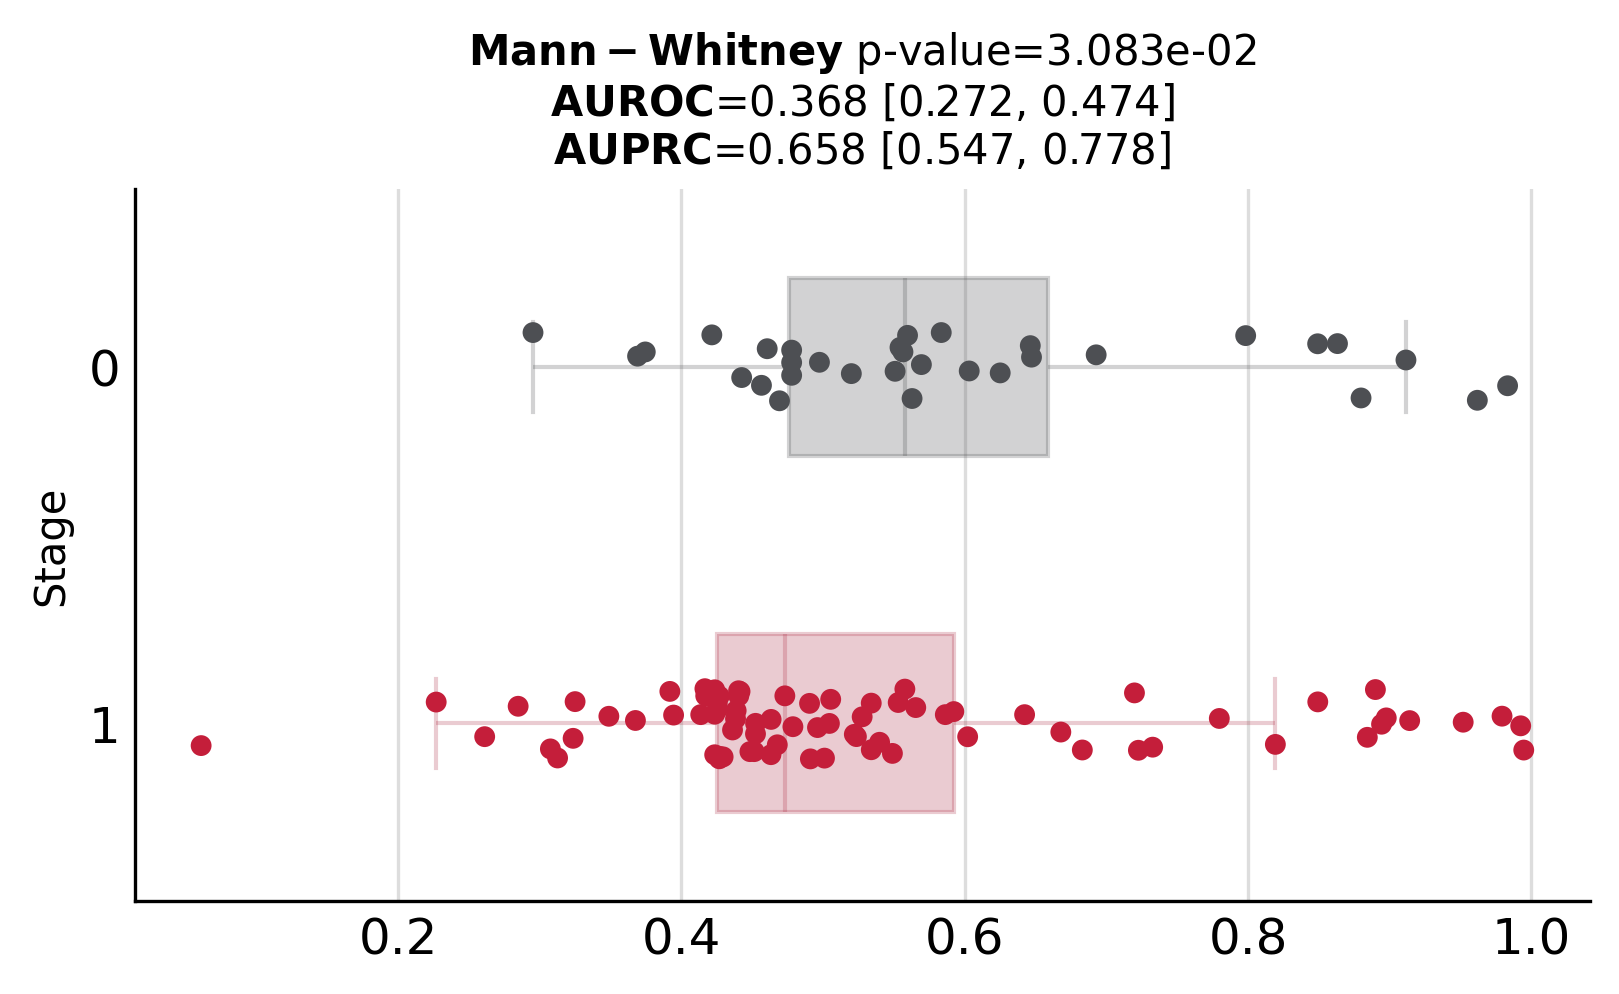 Mann − Whitney p-value=3.083e-02
AUROC=0.368 [0.272, 0.474]
AUPRC=0.658 [0.547, 0.778]
Stage
0
1
0.2 0.4 0.6 0.8 1.0